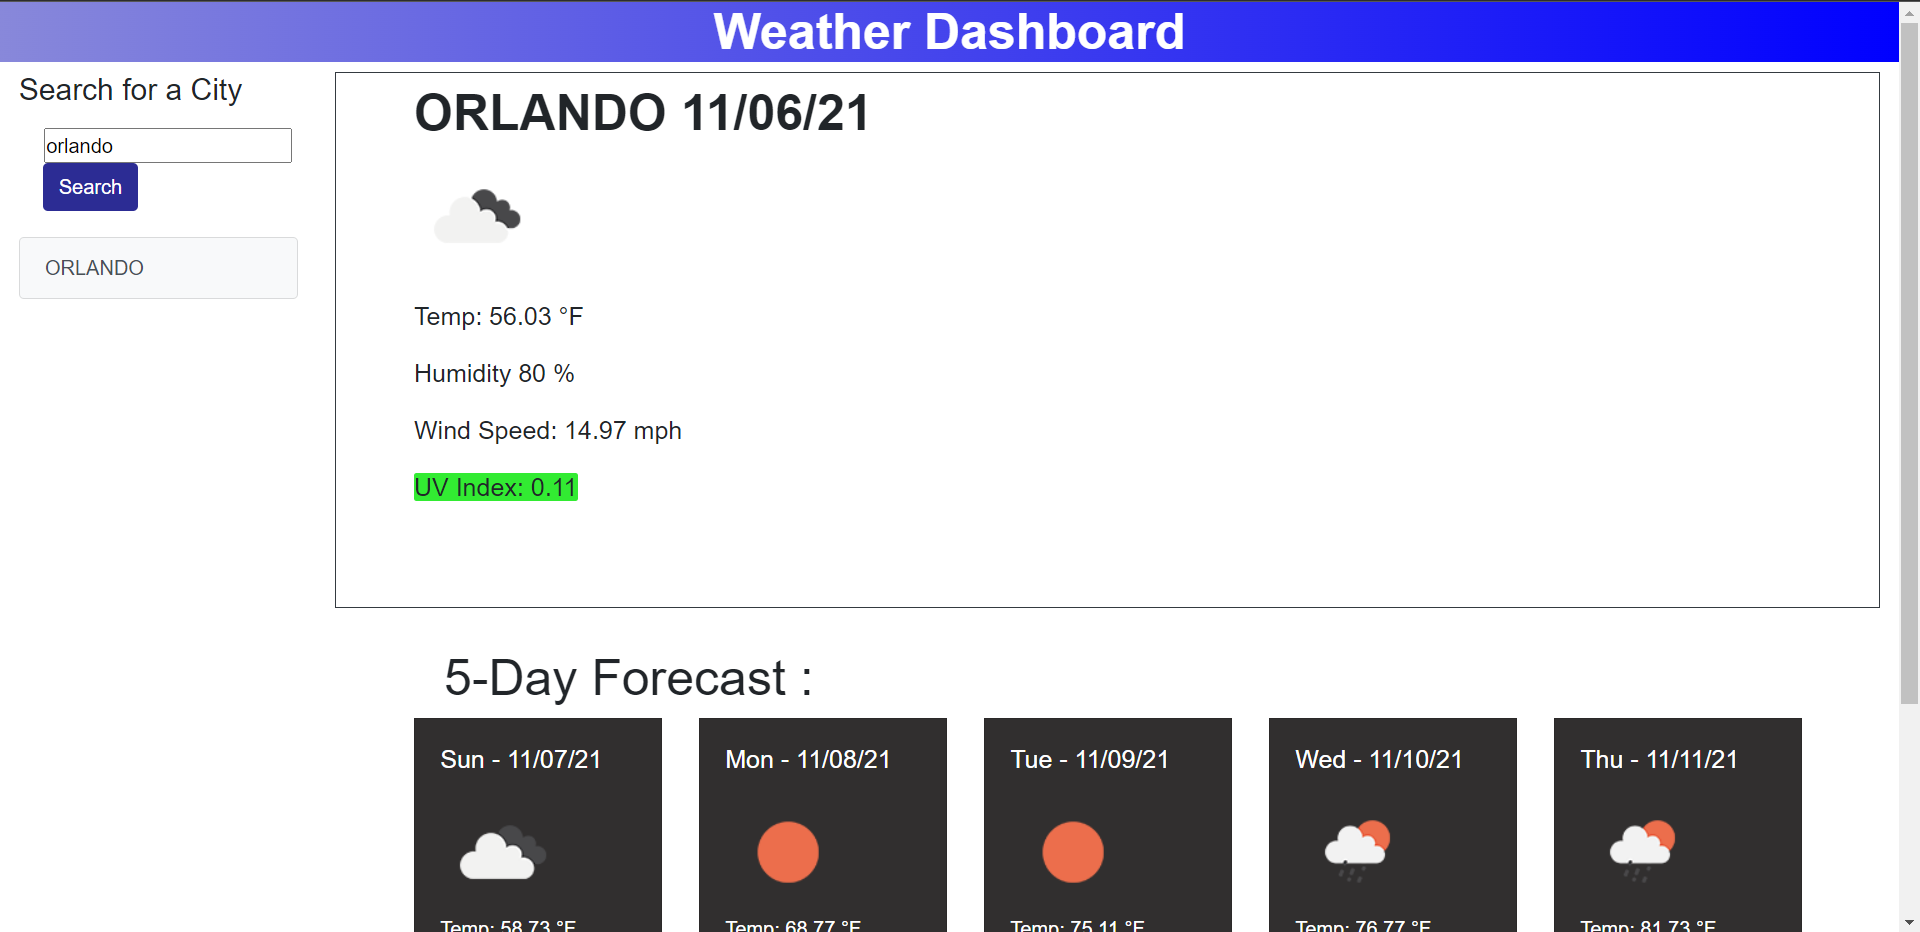 Weather Dashboard
Search for a City
orlando
Search
ORLANDO
ORLANDO 11/06/21
Temp: 56.03 °F
Humidity 80 %
Wind Speed: 14.97 mph
UV Index: 0.11
5-Day Forecast :
Sun - 11/07/21
Temp: 58.73 °F
Mon - 11/08/21
Temp: 68.77 °F
Tue - 11/09/21
Temp: 75.11 °F
Wed - 11/10/21
Temp: 76.77 °F
Thu - 11/11/21
Temp: 81.73 °F